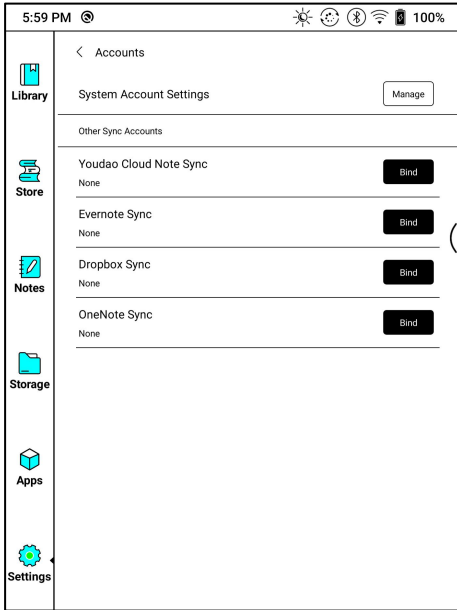 5:59 PM 100%
Accounts
System Account Settings Manage
Other Sync Accounts
Youdao Cloud Note Sync
None
Bind
Evernote Sync
None
Bind
Dropbox Sync
None
Bind
OneNote Sync
None
Bind
Library
Store
Notes
Storage
Apps
Settings